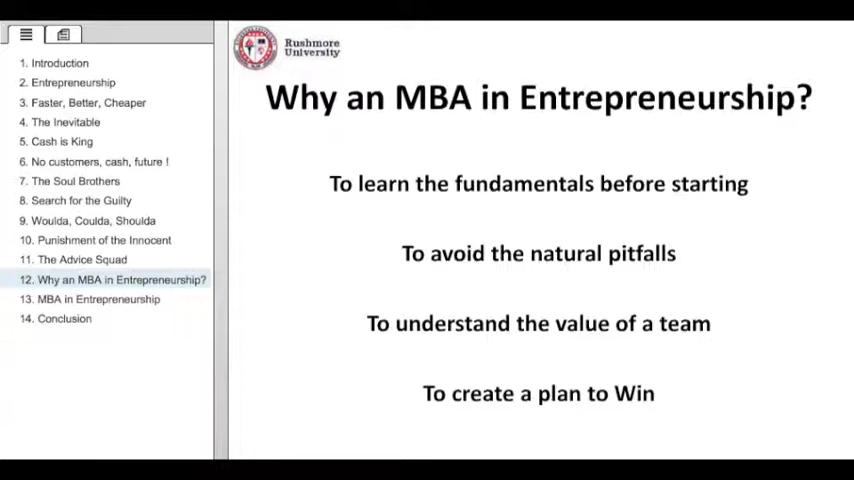 1. Introduction
2. Entrepreneurship
3. Faster, Better, Cheaper
4. The Inevitable
5. Cash is King
6. No customers, cash, future !
7. The Soul Brothers
8. Search for the Guilty
9. Woulda, Coulda, Shoulda
10. Punishment of the Innocent
11. The Advice Squad
12. Why an MBA in Entrepreneurship?
13. MBA in Entrepreneurship
14. Conclusion
Rushmore
University
Why an MBA in Entrepreneurship?
To learn the fundamentals before starting
To avoid the natural pitfalls
To understand the value of a team
To create a plan to Win